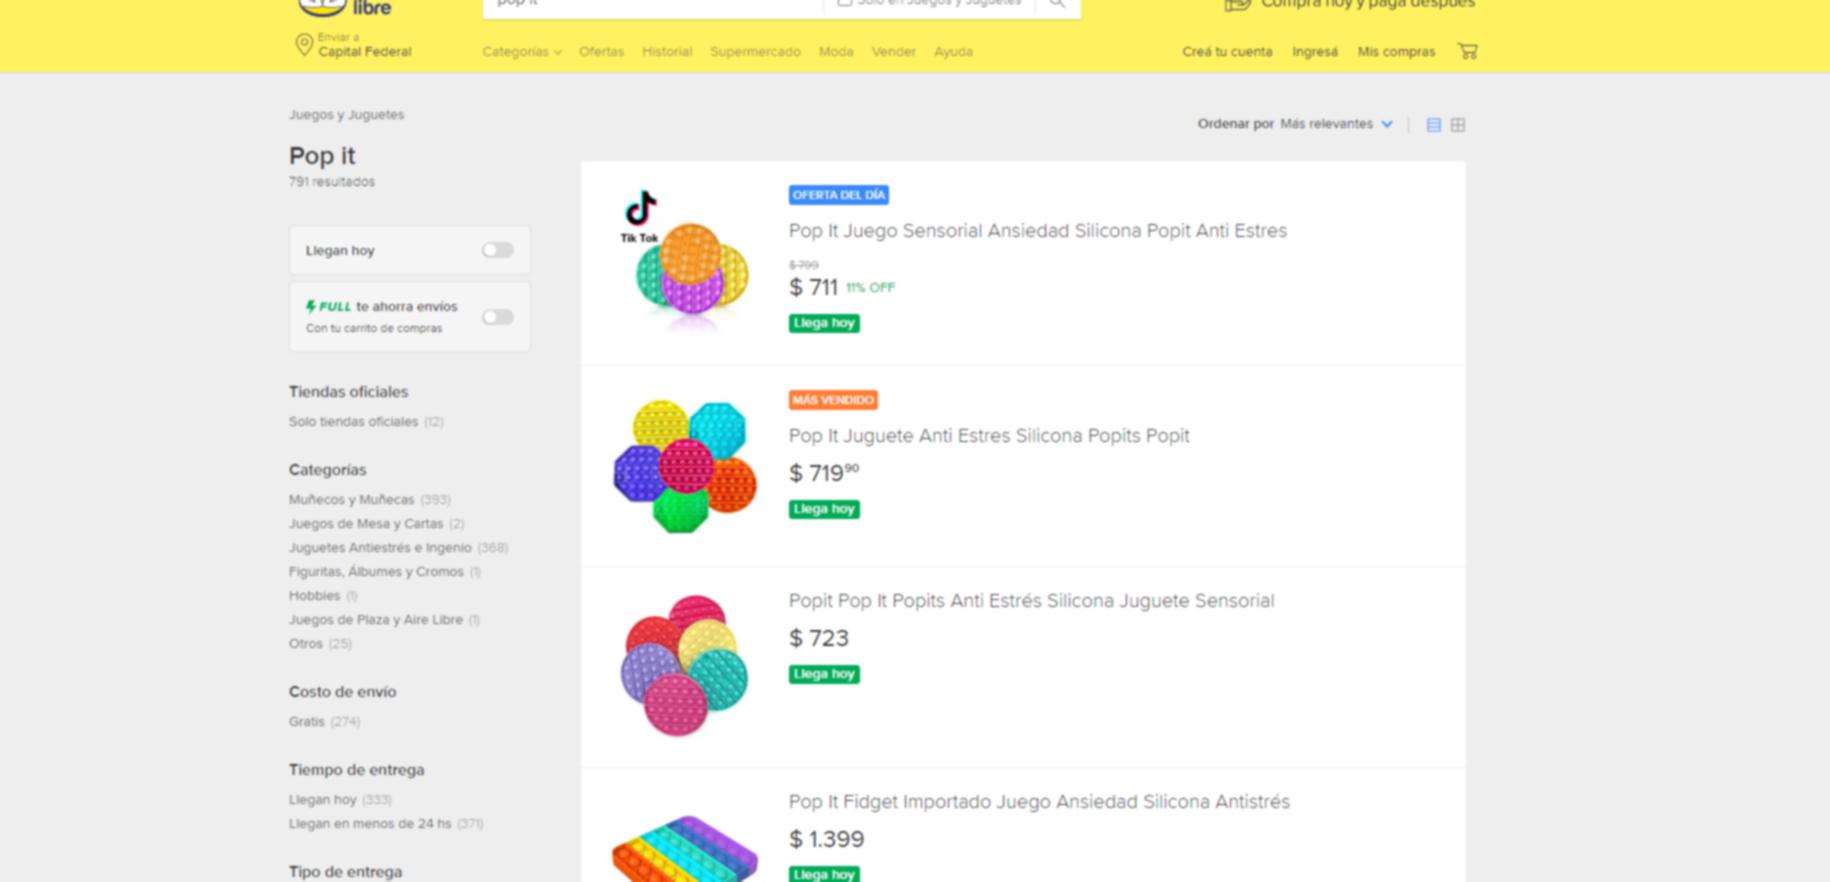 libre
pop it
Solo en Juegos y Juguetes
Compra hoy y paga después
Enviar a
Capital Federal
Categorías
Ofertas
Historial
Supermercado
Moda
Vender
Ayuda
Creá tu cuenta
Ingresá
Mis compras
Juegos y Juguetes
Ordenar por Más relevantes
Pop it
791 resultados
Llegan hoy
FULL te ahorra envíos
Con tu carrito de compras
Tiendas oficiales
Solo tiendas oficiales (12)
Categorías
Muñecos y Muñecas (393)
Juegos de Mesa y Cartas (2)
Juguetes Antiestrés e Ingenio (368)
Figuritas, Álbumes y Cromos (1)
Hobbies (1)
Juegos de Plaza y Aire Libre (1)
Otros (25)
Costo de envío
Gratis (274)
Tiempo de entrega
Llegan hoy (333)
Llegan en menos de 24 hs (371)
Tipo de entrega
Tik Tok
OFERTA DEL DÍA
Pop It Juego Sensorial Ansiedad Silicona Popit Anti Estres
$ 799
$ 711 11% OFF
Llega hoy
MÁS VENDIDO
Pop It Juguete Anti Estres Silicona Popits Popit
$ 719 90
Llega hoy
Popit Pop It Popits Anti Estrés Silicona Juguete Sensorial
$ 723
Llega hoy
Pop It Fidget Importado Juego Ansiedad Silicona Antistrés
$ 1.399
Llega hoy